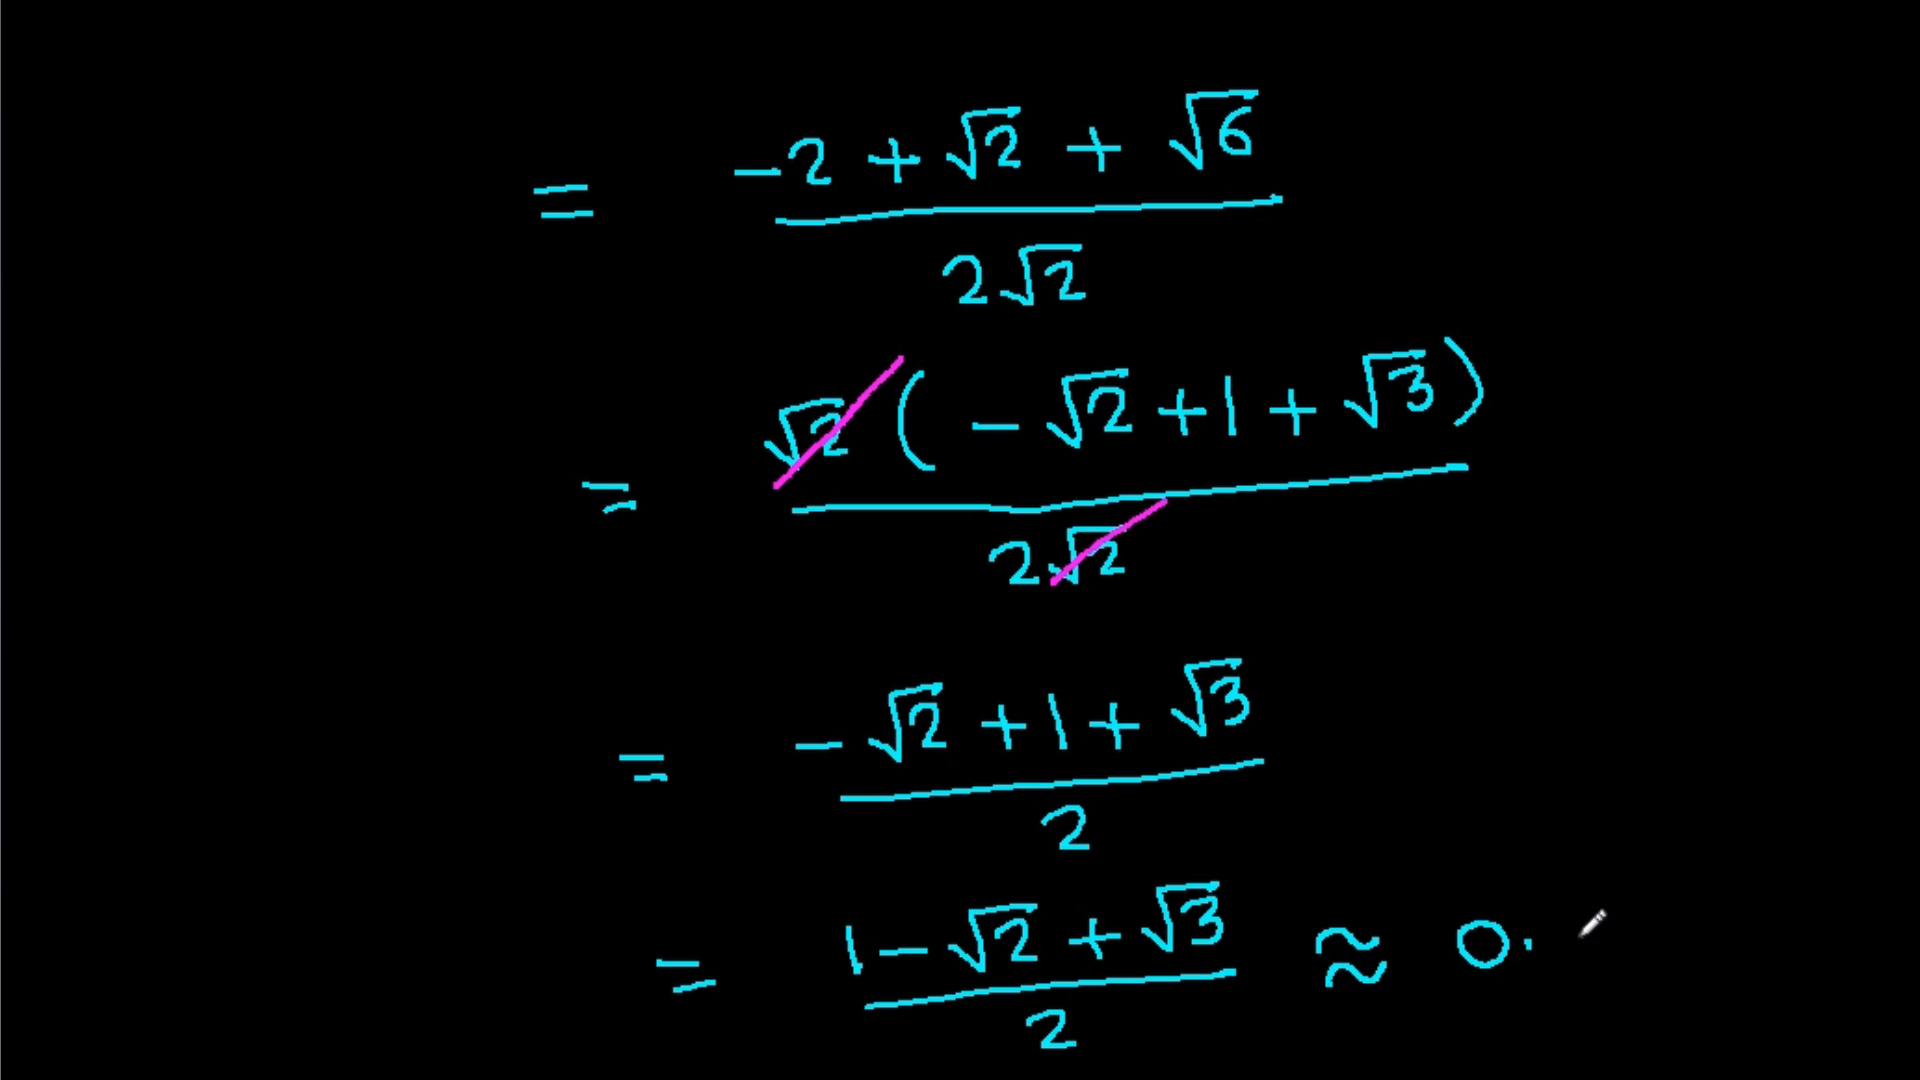 = (-2 + √2 + √6) / (2√2)
= √2 (- √2 + 1 + √3) / (2√2)
= (- √2 + 1 + √3) / 2
= (1 - √2 + √3) / 2 ≈ 0.